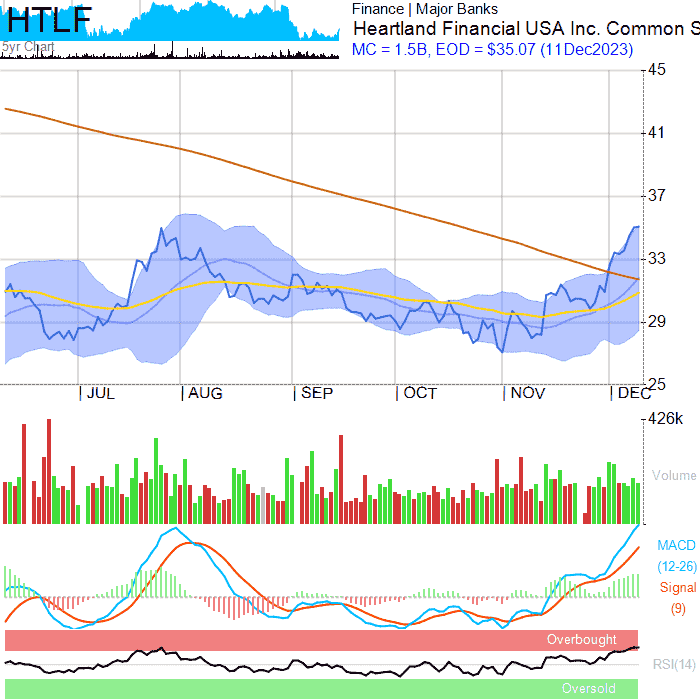 HTLF
5yr Chart
Finance | Major Banks
Heartland Financial USA Inc. Common S
MC = 1.5B, EOD = $35.07 (11Dec2023)
45
41
37
33
29
25
JUL AUG SEP OCT NOV DEC
426k
Volume
MACD
(12-26)
Signal
(9)
Overbought
RSI(14)
Oversold